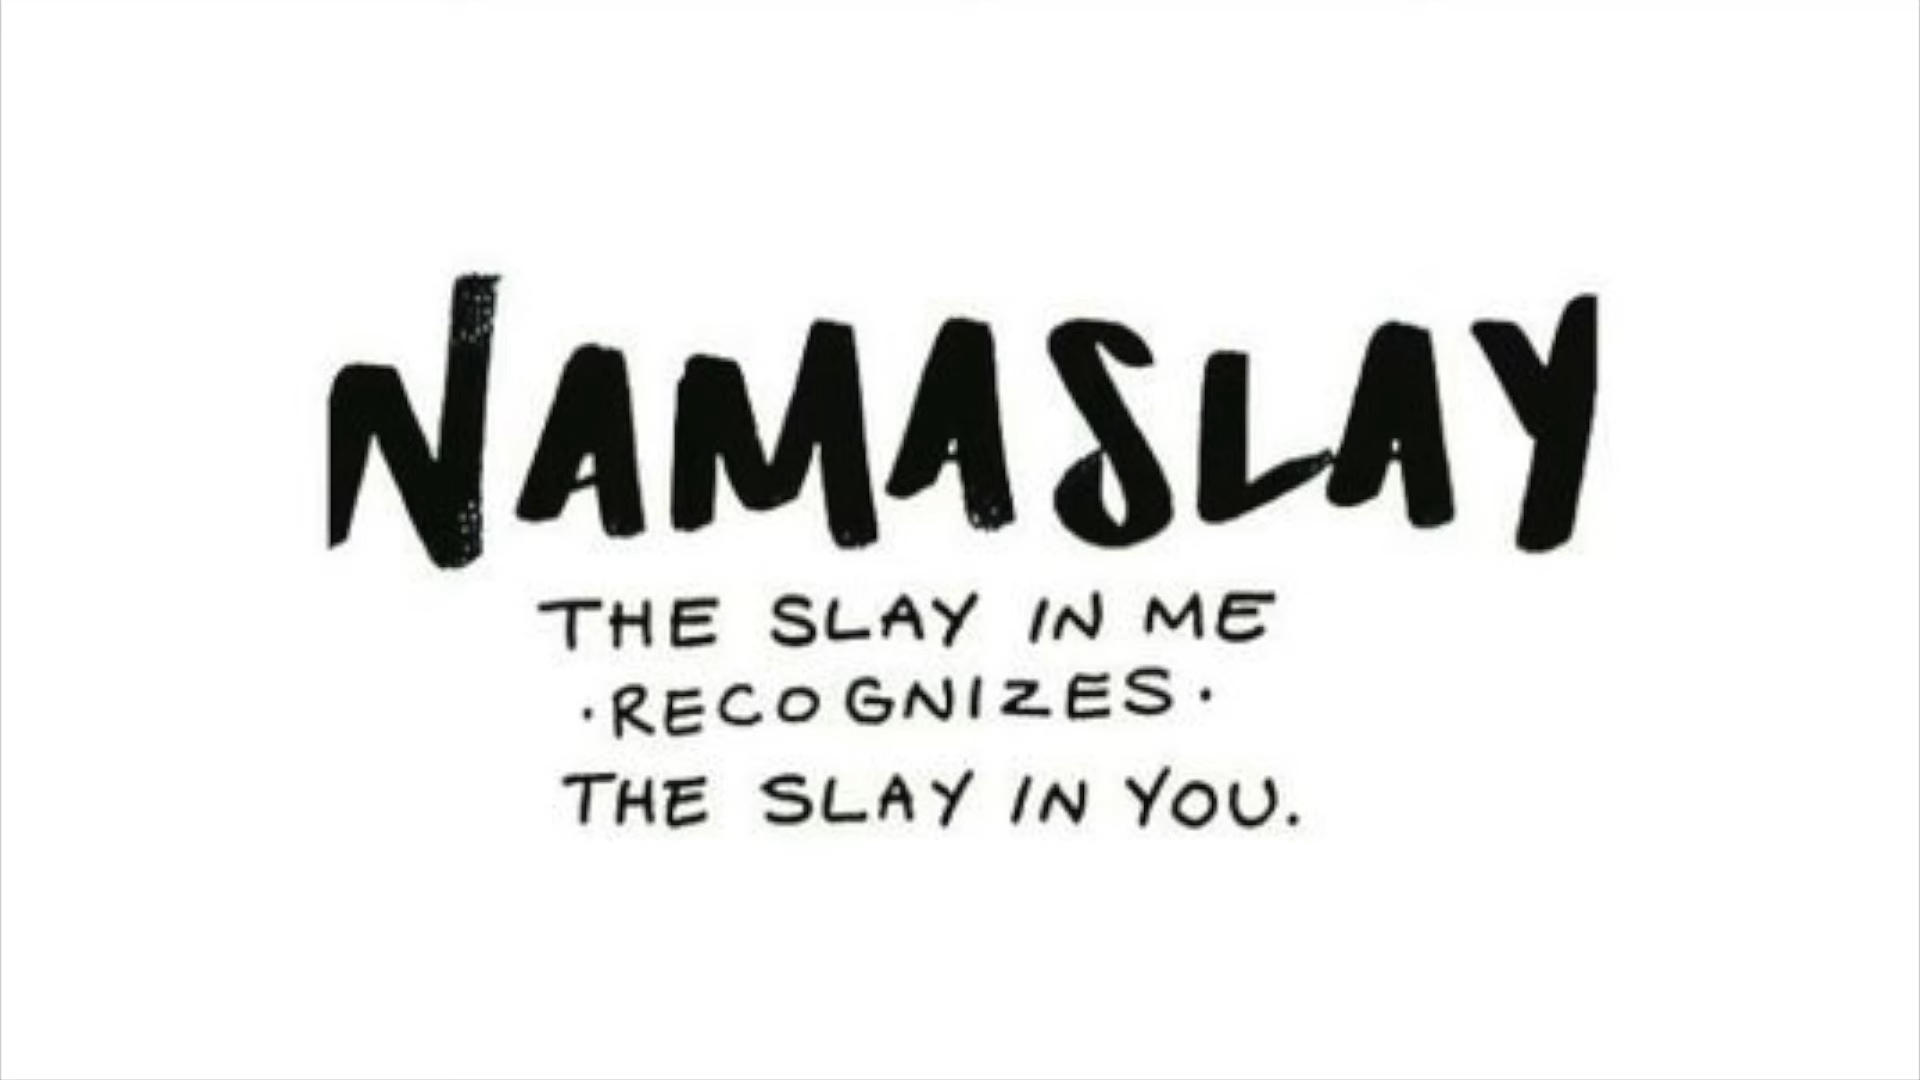 NAMASLAY
THE SLAY IN ME
·RECOGNIZES·
THE SLAY IN YOU.